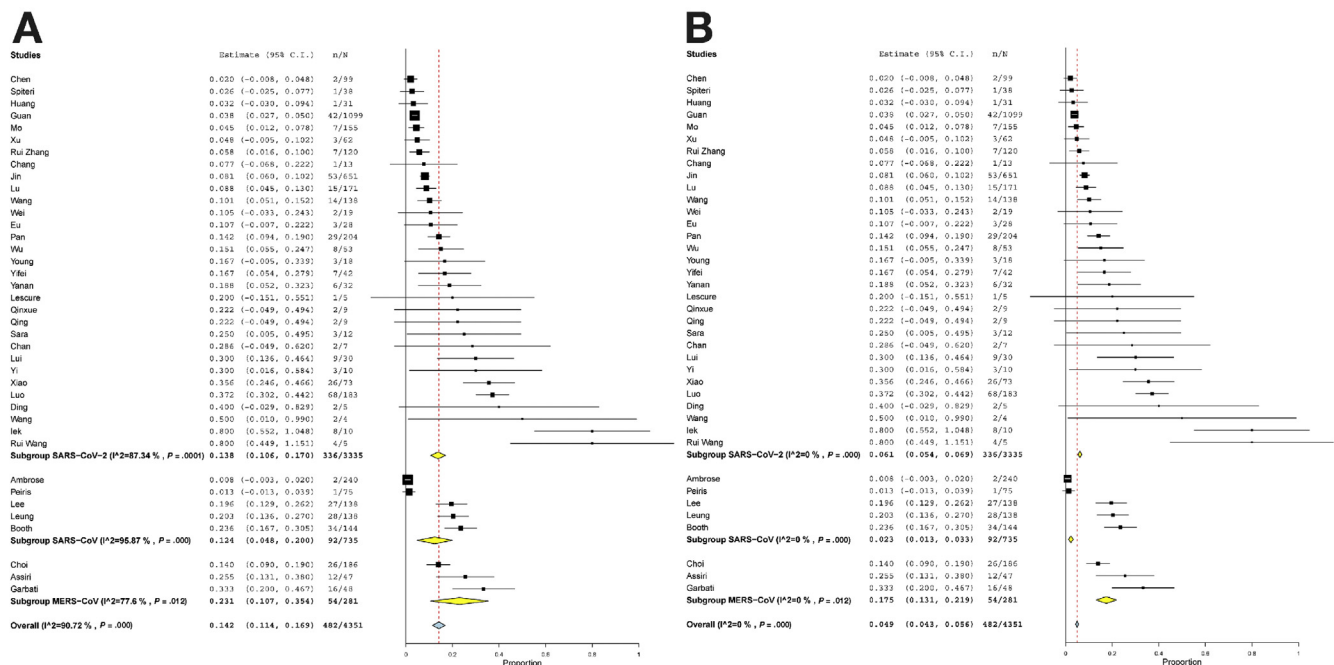 A
Studies Estimate (95% C.I.) n/N
Chen 0.020 (-0.008, 0.048) 2/99
Spiteri 0.026 (-0.025, 0.077) 1/38
Huang 0.032 (-0.030, 0.094) 1/31
Guan 0.038 (0.027, 0.050) 42/1099
Mo 0.045 (0.012, 0.078) 7/155
Xu 0.048 (-0.005, 0.102) 3/62
Rui Zhang 0.058 (0.016, 0.100) 7/120
Chang 0.077 (-0.068, 0.222) 1/13
Jin 0.081 (0.060, 0.102) 53/651
Lu 0.088 (0.045, 0.130) 15/171
Wang 0.101 (0.051, 0.152) 14/138
Wei 0.105 (-0.033, 0.243) 2/19
Eu 0.107 (-0.007, 0.222) 3/28
Pan 0.142 (0.094, 0.190) 29/204
Wu 0.151 (0.055, 0.247) 8/53
Young 0.167 (-0.005, 0.339) 3/18
Yifei 0.167 (0.054, 0.279) 7/42
Yanan 0.188 (0.052, 0.323) 6/32
Lescure 0.200 (-0.151, 0.551) 1/5
Qinxue 0.222 (-0.049, 0.494) 2/9
Qing 0.222 (-0.049, 0.494) 2/9
Sara 0.250 (0.005, 0.495) 3/12
Chan 0.286 (-0.049, 0.620) 2/7
Lui 0.300 (0.136, 0.464) 9/30
Yi 0.300 (0.016, 0.584) 3/10
Xiao 0.356 (0.246, 0.466) 26/73
Luo 0.372 (0.302, 0.442) 68/183
Ding 0.400 (-0.029, 0.829) 2/5
Wang 0.500 (0.010, 0.990) 2/4
lek 0.800 (0.552, 1.048) 8/10
Rui Wang 0.800 (0.449, 1.151) 4/5
Subgroup SARS-CoV-2 (I^2=87.34 % , P = .0001) 0.138 (0.106, 0.170) 336/3335
Ambrose 0.008 (-0.003, 0.020) 2/240
Peiris 0.013 (-0.013, 0.039) 1/75
Lee 0.196 (0.129, 0.262) 27/138
Leung 0.203 (0.136, 0.270) 28/138
Booth 0.236 (0.167, 0.305) 34/144
Subgroup SARS-CoV (I^2=95.87 % , P = .000) 0.124 (0.048, 0.200) 92/735
Choi 0.140 (0.090, 0.190) 26/186
Assiri 0.255 (0.131, 0.380) 12/47
Garbati 0.333 (0.200, 0.467) 16/48
Subgroup MERS-CoV (I^2=77.6 % , P = .012) 0.231 (0.107, 0.354) 54/281
Overall (I^2=90.72 % , P = .000) 0.142 (0.114, 0.169) 482/4351
0 0.2 0.4 0.6 0.8 1
Proportion
B
Studies Estimate (95% C.I.) n/N
Chen 0.020 (-0.008, 0.048) 2/99
Spiteri 0.026 (-0.025, 0.077) 1/38
Huang 0.032 (-0.030, 0.094) 1/31
Guan 0.038 (0.027, 0.050) 42/1099
Mo 0.045 (0.012, 0.078) 7/155
Xu 0.048 (-0.005, 0.102) 3/62
Rui Zhang 0.058 (0.016, 0.100) 7/120
Chang 0.077 (-0.068, 0.222) 1/13
Jin 0.081 (0.060, 0.102) 53/651
Lu 0.088 (0.045, 0.130) 15/171
Wang 0.101 (0.051, 0.152) 14/138
Wei 0.105 (-0.033, 0.243) 2/19
Eu 0.107 (-0.007, 0.222) 3/28
Pan 0.142 (0.094, 0.190) 29/204
Wu 0.151 (0.055, 0.247) 8/53
Young 0.167 (-0.005, 0.339) 3/18
Yifei 0.167 (0.054, 0.279) 7/42
Yanan 0.188 (0.052, 0.323) 6/32
Lescure 0.200 (-0.151, 0.551) 1/5
Qinxue 0.222 (-0.049, 0.494) 2/9
Qing 0.222 (-0.049, 0.494) 2/9
Sara 0.250 (0.005, 0.495) 3/12
Chan 0.286 (-0.049, 0.620) 2/7
Lui 0.300 (0.136, 0.464) 9/30
Yi 0.300 (0.016, 0.584) 3/10
Xiao 0.356 (0.246, 0.466) 26/73
Luo 0.372 (0.302, 0.442) 68/183
Ding 0.400 (-0.029, 0.829) 2/5
Wang 0.500 (0.010, 0.990) 2/4
lek 0.800 (0.552, 1.048) 8/10
Rui Wang 0.800 (0.449, 1.151) 4/5
Subgroup SARS-CoV-2 (I^2=0 % , P = .000) 0.061 (0.054, 0.069) 336/3335
Ambrose 0.008 (-0.003, 0.020) 2/240
Peiris 0.013 (-0.013, 0.039) 1/75
Lee 0.196 (0.129, 0.262) 27/138
Leung 0.203 (0.136, 0.270) 28/138
Booth 0.236 (0.167, 0.305) 34/144
Subgroup SARS-CoV (I^2=0 % , P = .000) 0.023 (0.013, 0.033) 92/735
Choi 0.140 (0.090, 0.190) 26/186
Assiri 0.255 (0.131, 0.380) 12/47
Garbati 0.333 (0.200, 0.467) 16/48
Subgroup MERS-CoV (I^2=0 % , P = .012) 0.175 (0.131, 0.219) 54/281
Overall (I^2=0 % , P = .000) 0.049 (0.043, 0.056) 482/4351
0 0.2 0.4 0.6 0.8 1
Proportion